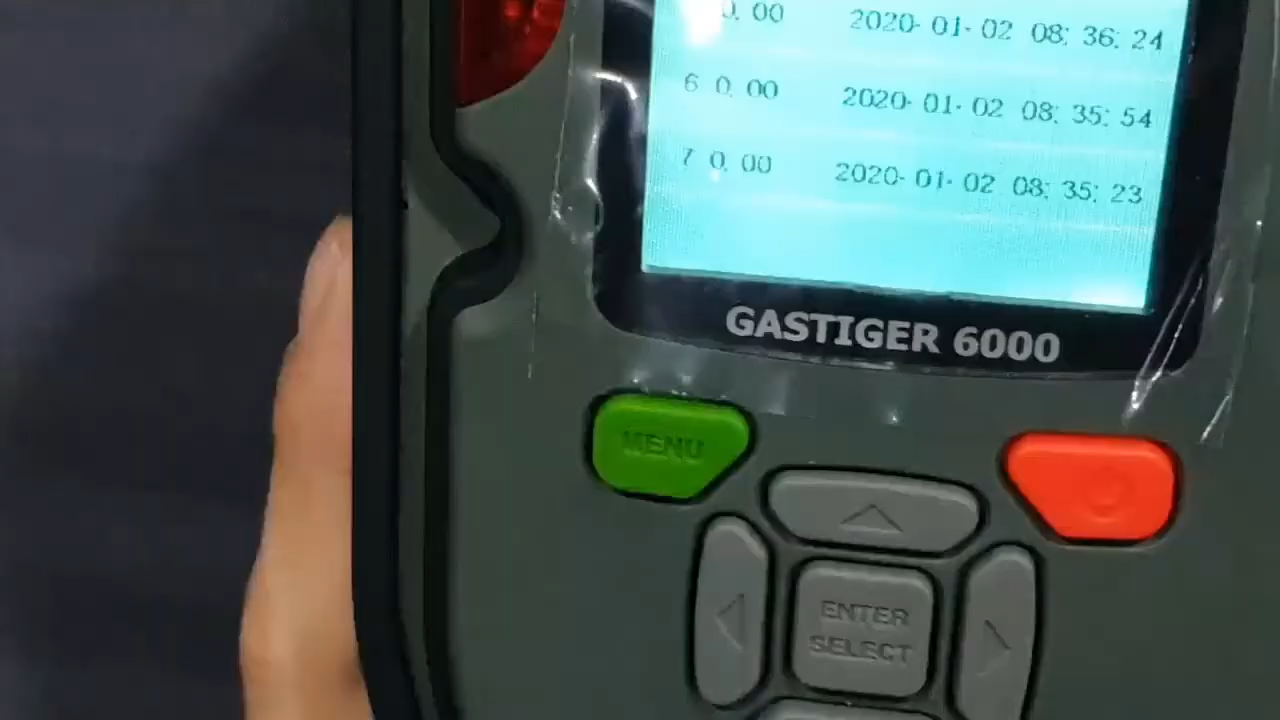 0. 00 2020- 01- 02 08: 36: 24
6 0. 00 2020- 01- 02 08: 35: 54
7 0. 00 2020- 01- 02 08: 35: 23
GASTIGER 6000
MENU
ENTER
SELECT